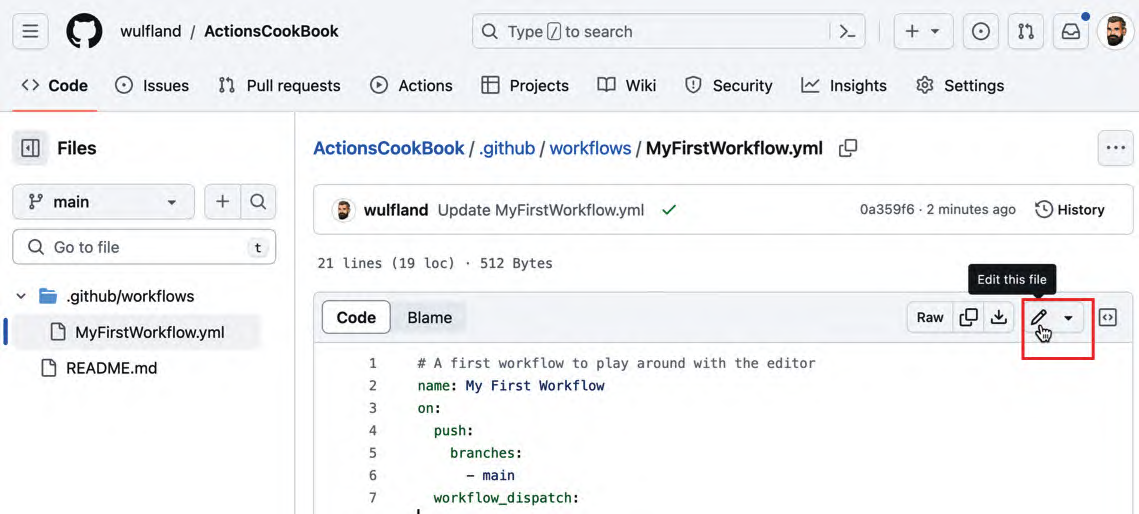 wulfland / ActionsCookBook
Type / to search
Code Issues Pull requests Actions Projects Wiki Security Insights Settings
Files
main
Go to file t
.github/workflows
MyFirstWorkflow.yml
README.md
ActionsCookBook / .github / workflows / MyFirstWorkflow.yml
wulfland Update MyFirstWorkflow.yml 0a359f6 · 2 minutes ago History
21 lines (19 loc) · 512 Bytes
Edit this file
Code Blame Raw
1 # A first workflow to play around with the editor
2 name: My First Workflow
3 on:
4 push:
5 branches:
6 - main
7 workflow_dispatch: